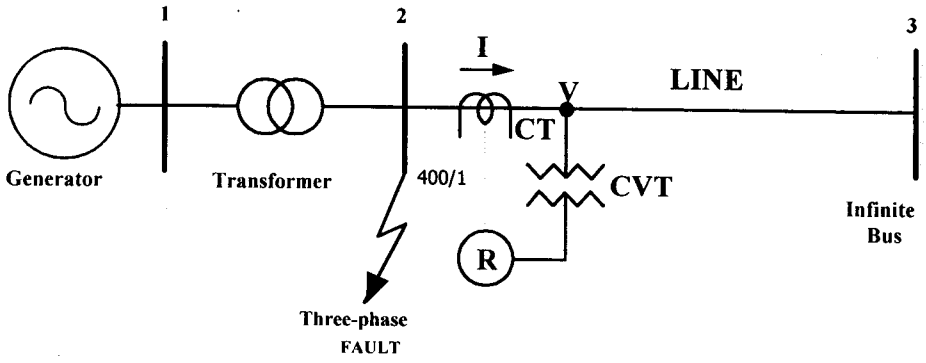 1
2
3
I
V
LINE
CT
400/1
CVT
Generator
Transformer
R
Infinite
Bus
Three-phase
FAULT